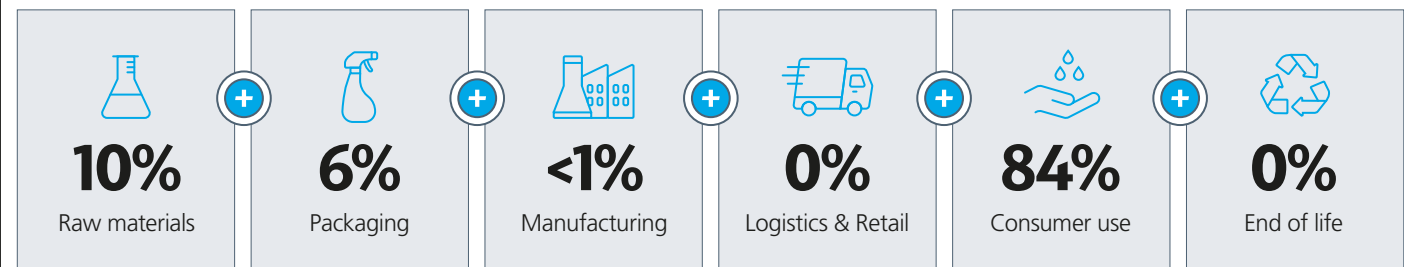 10%
Raw materials
+
6%
Packaging
+
<1%
Manufacturing
+
0%
Logistics & Retail
+
84%
Consumer use
+
0%
End of life